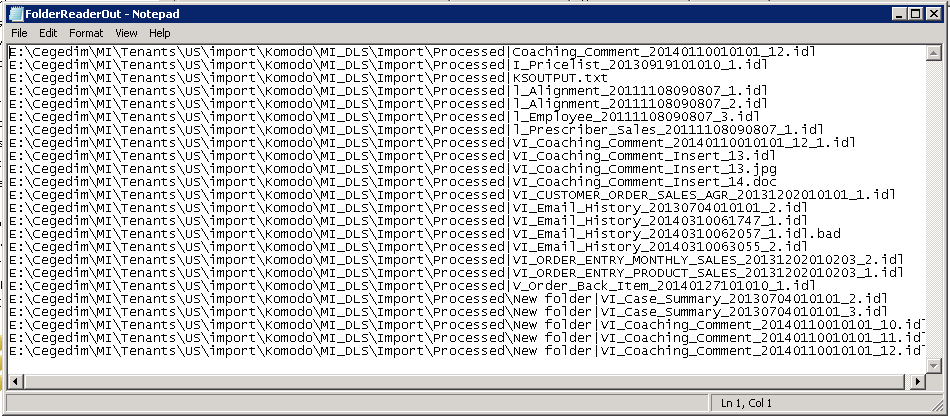 FolderReaderOut - Notepad
File Edit Format View Help
E:\Cegedim\MI\Tenants\US\import\Komodo\MI_DLS\Import\Processed|Coaching_Comment_20140110010101_12.idl
E:\Cegedim\MI\Tenants\US\import\Komodo\MI_DLS\Import\Processed|I_Pricelist_20130919101010_1.idl
E:\Cegedim\MI\Tenants\US\import\Komodo\MI_DLS\Import\Processed|KSOUTPUT.txt
E:\Cegedim\MI\Tenants\US\import\Komodo\MI_DLS\Import\Processed|l_Alignment_20111108090807_1.idl
E:\Cegedim\MI\Tenants\US\import\Komodo\MI_DLS\Import\Processed|l_Alignment_20111108090807_2.idl
E:\Cegedim\MI\Tenants\US\import\Komodo\MI_DLS\Import\Processed|l_Employee_20111108090807_3.idl
E:\Cegedim\MI\Tenants\US\import\Komodo\MI_DLS\Import\Processed|l_Prescriber_Sales_20111108090807_1.idl
E:\Cegedim\MI\Tenants\US\import\Komodo\MI_DLS\Import\Processed|VI_Coaching_Comment_20140110010101_12_1.idl
E:\Cegedim\MI\Tenants\US\import\Komodo\MI_DLS\Import\Processed|VI_Coaching_Comment_Insert_13.idl
E:\Cegedim\MI\Tenants\US\import\Komodo\MI_DLS\Import\Processed|VI_Coaching_Comment_Insert_13.jpg
E:\Cegedim\MI\Tenants\US\import\Komodo\MI_DLS\Import\Processed|VI_Coaching_Comment_Insert_14.doc
E:\Cegedim\MI\Tenants\US\import\Komodo\MI_DLS\Import\Processed|VI_CUSTOMER_ORDER_SALES_AGR_20131202010101_1.idl
E:\Cegedim\MI\Tenants\US\import\Komodo\MI_DLS\Import\Processed|VI_Email_History_20130704010101_2.idl
E:\Cegedim\MI\Tenants\US\import\Komodo\MI_DLS\Import\Processed|VI_Email_History_20140310061747_1.idl
E:\Cegedim\MI\Tenants\US\import\Komodo\MI_DLS\Import\Processed|VI_Email_History_20140310062057_1.idl.bad
E:\Cegedim\MI\Tenants\US\import\Komodo\MI_DLS\Import\Processed|VI_Email_History_20140310063055_2.idl
E:\Cegedim\MI\Tenants\US\import\Komodo\MI_DLS\Import\Processed|VI_ORDER_ENTRY_MONTHLY_SALES_20131202010203_2.idl
E:\Cegedim\MI\Tenants\US\import\Komodo\MI_DLS\Import\Processed|VI_ORDER_ENTRY_PRODUCT_SALES_20131202010203_1.idl
E:\Cegedim\MI\Tenants\US\import\Komodo\MI_DLS\Import\Processed|V_Order_Back_Item_20140127101010_1.idl
E:\Cegedim\MI\Tenants\US\import\Komodo\MI_DLS\Import\Processed\New folder|VI_Case_Summary_20130704010101_2.idl
E:\Cegedim\MI\Tenants\US\import\Komodo\MI_DLS\Import\Processed\New folder|VI_Case_Summary_20130704010101_3.idl
E:\Cegedim\MI\Tenants\US\import\Komodo\MI_DLS\Import\Processed\New folder|VI_Coaching_Comment_20140110010101_10.idl
E:\Cegedim\MI\Tenants\US\import\Komodo\MI_DLS\Import\Processed\New folder|VI_Coaching_Comment_20140110010101_11.idl
E:\Cegedim\MI\Tenants\US\import\Komodo\MI_DLS\Import\Processed\New folder|VI_Coaching_Comment_20140110010101_12.idl
Ln 1, Col 1